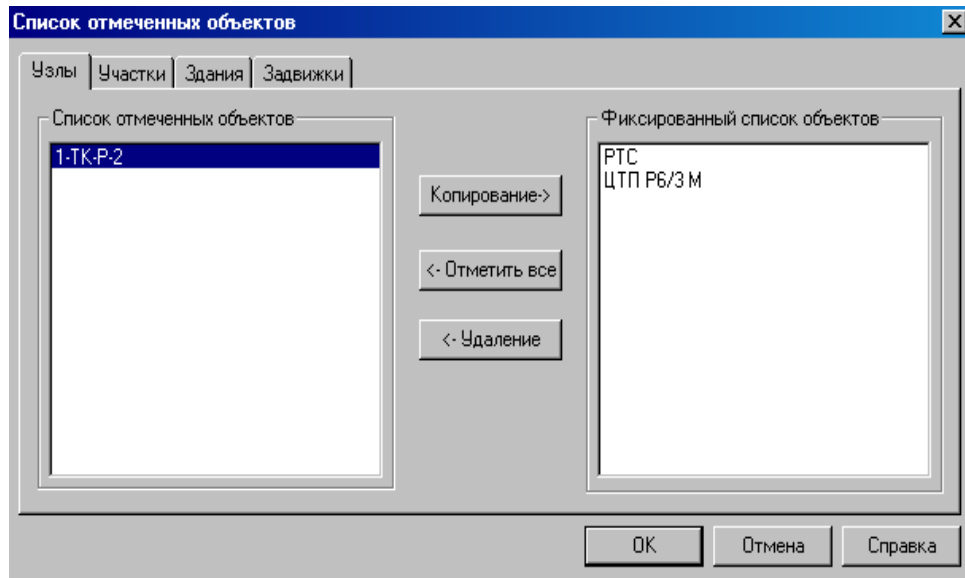 Список отмеченных объектов
Узлы Участки Здания Задвижки
Список отмеченных объектов
1-ТК-Р-2
Копирование->
<- Отметить все
<- Удаление
Фиксированный список объектов
РТС
ЦТП Р6/3 М
OK Отмена Справка